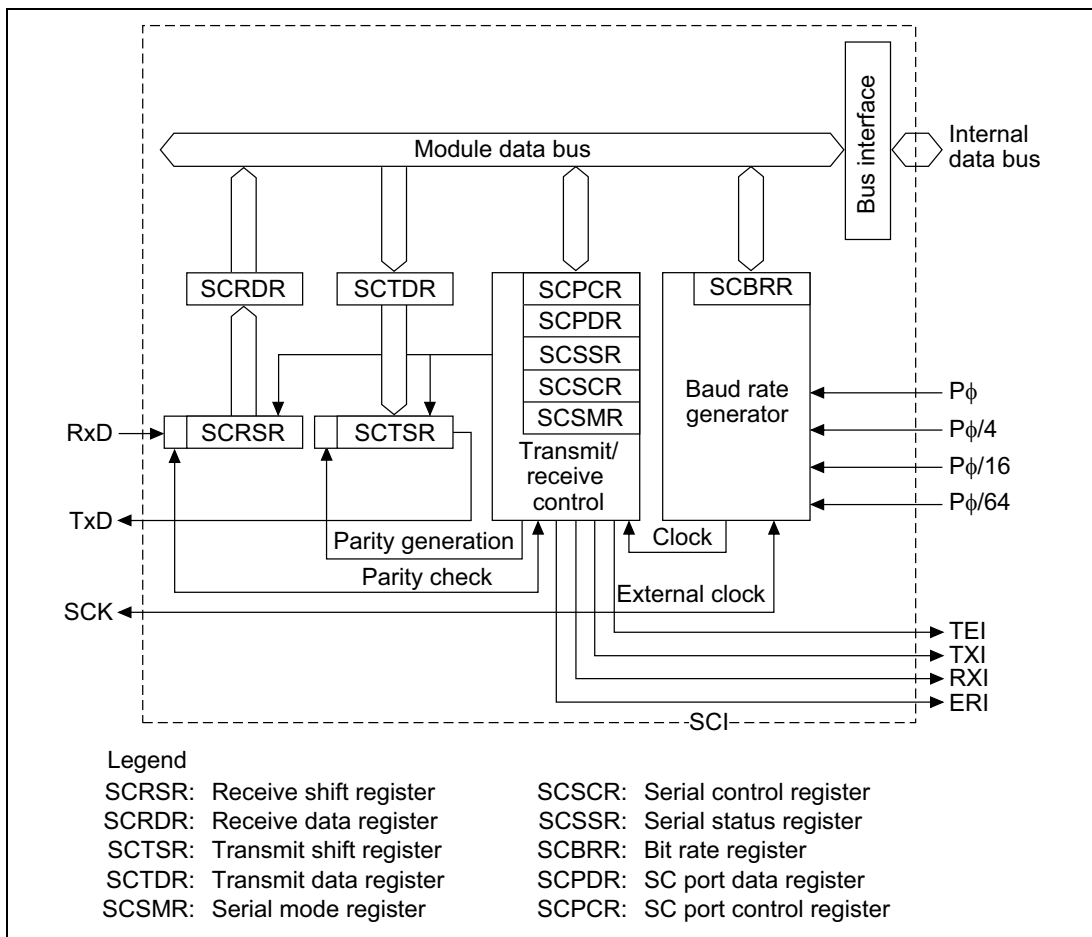 Module data bus
Bus interface
Internal
data bus
SCRDR
SCTDR
SCPCR
SCPDR
SCSSR
SCSCR
SCSMR
Transmit/
receive
control
SCBRR
Baud rate
generator
Pϕ
Pϕ/4
Pϕ/16
Pϕ/64
RxD
SCRSR
SCTSR
TxD
Parity generation
Clock
Parity check
External clock
SCK
TEI
TXI
RXI
ERI
SCI
Legend
SCRSR: Receive shift register
SCRDR: Receive data register
SCTSR: Transmit shift register
SCTDR: Transmit data register
SCSMR: Serial mode register
SCSCR: Serial control register
SCSSR: Serial status register
SCBRR: Bit rate register
SCPDR: SC port data register
SCPCR: SC port control register